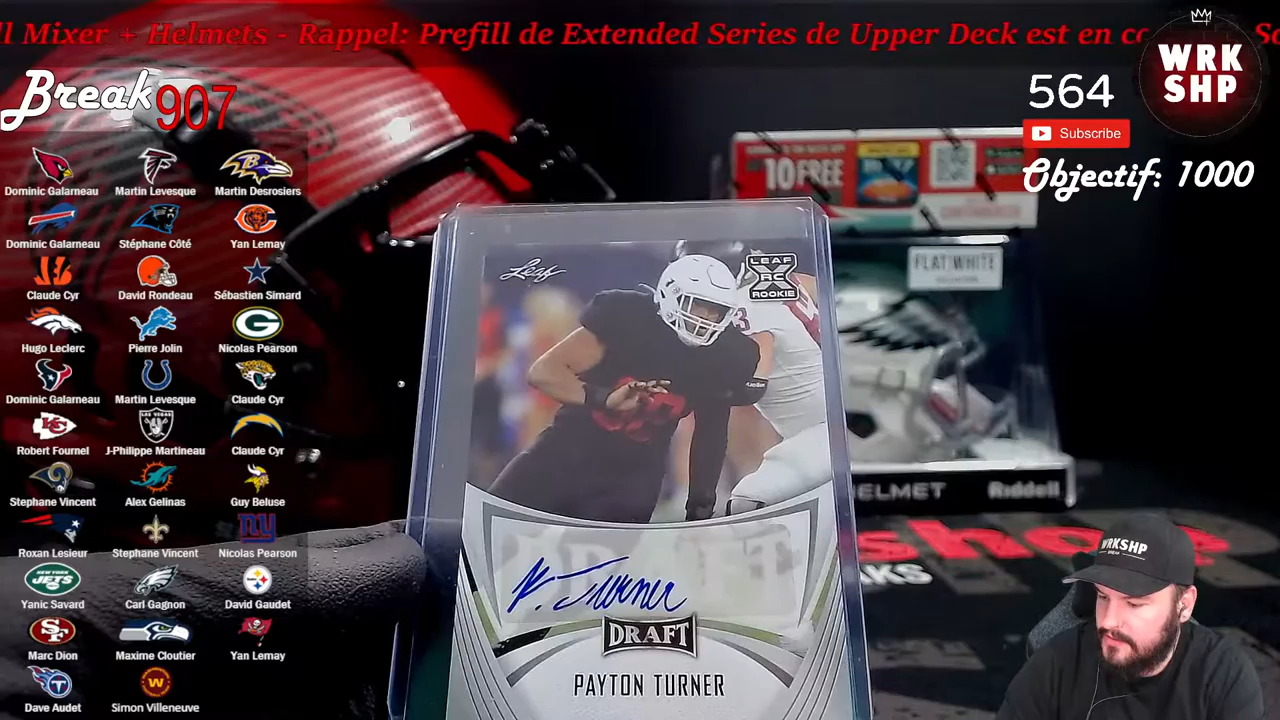 ll Mixer + Helmets - Rappel: Prefill de Extended Series de Upper Deck est en co
Break 907
WRK
SHP
564
Subscribe
Objectif: 1000
Dominic Galarneau
Martin Levesque
Martin Desrosiers
Dominic Galarneau
Stéphane Côté
Yan Lemay
Claude Cyr
David Rondeau
Sébastien Simard
Hugo Leclerc
Pierre Jolin
Nicolas Pearson
Dominic Galarneau
Martin Levesque
Claude Cyr
Robert Fournel
J-Philippe Martineau
Claude Cyr
Stephane Vincent
Alex Gelinas
Guy Beluse
Roxan Lesieur
Stephane Vincent
Nicolas Pearson
Yanic Savard
Carl Gagnon
David Gaudet
Marc Dion
Maxime Cloutier
Yan Lemay
Dave Audet
Simon Villeneuve
10 FREE
FLAT WHITE
HELMET
Riddell
Leaf
LEAF
RC
ROOKIE
P. Turner
DRAFT
PAYTON TURNER
shop
AKS
WRKSHP